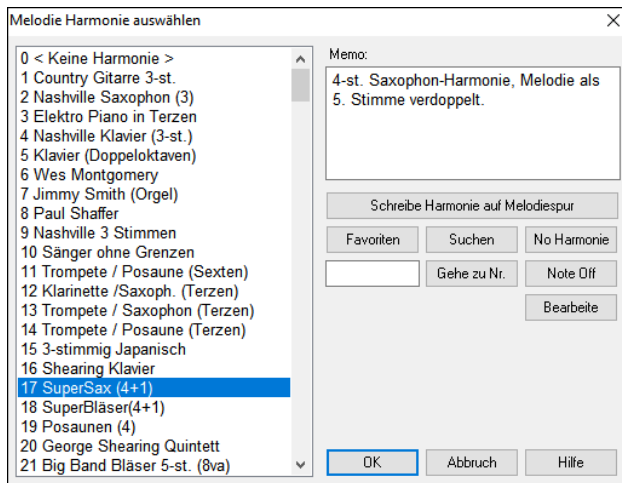 Melodie Harmonie auswählen
0 < Keine Harmonie >
1 Country Gitarre 3-st.
2 Nashville Saxophon (3)
3 Elektro Piano in Terzen
4 Nashville Klavier (3-st.)
5 Klavier (Doppeloktaven)
6 Wes Montgomery
7 Jimmy Smith (Orgel)
8 Paul Shaffer
9 Nashville 3 Stimmen
10 Sänger ohne Grenzen
11 Trompete / Posaune (Sexten)
12 Klarinette /Saxoph. (Terzen)
13 Trompete / Saxophon (Terzen)
14 Trompete / Posaune (Terzen)
15 3-stimmig Japanisch
16 Shearing Klavier
17 SuperSax (4+1)
18 SuperBläser(4+1)
19 Posaunen (4)
20 George Shearing Quintett
21 Big Band Bläser 5-st. (8va)
Memo:
4-st. Saxophon-Harmonie, Melodie als
5. Stimme verdoppelt.
Schreibe Harmonie auf Melodiespur
Favoriten Suchen No Harmonie
Gehe zu Nr. Note Off
Bearbeite
OK Abbruch Hilfe